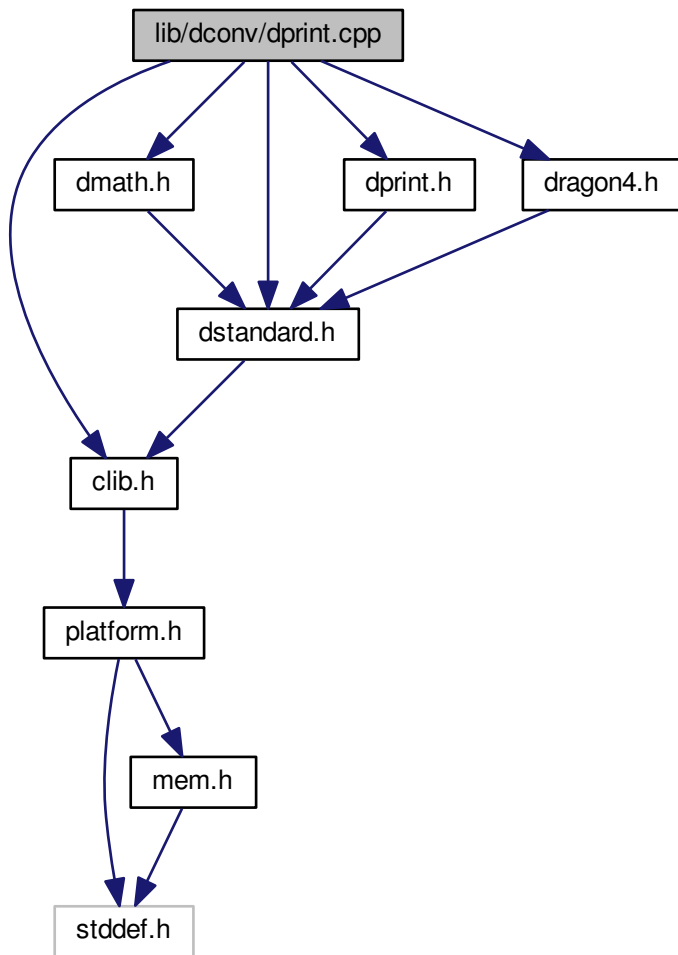 lib/dconv/dprint.cpp
dmath.h
dprint.h
dragon4.h
dstandard.h
clib.h
platform.h
mem.h
stddef.h